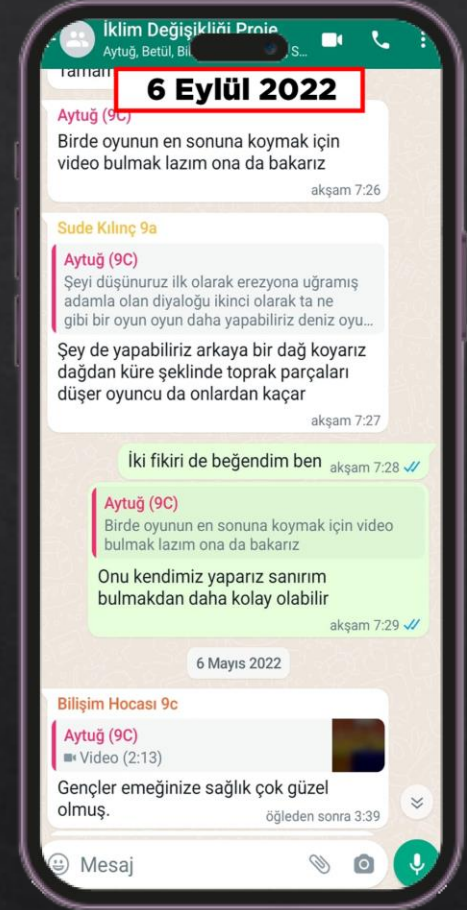 İklim Değişikliği Proje
Aytuğ, Betül, S...
6 Eylül 2022
Aytuğ (9C)
Birde oyunun en sonuna koymak için
video bulmak lazım ona da bakarız
akşam 7:26
Sude Kılınç 9a
Aytuğ (9C)
Şeyi düşünuruz ilk olarak erezyona uğramış
adamla olan diyaloğu ikinci olarak ta ne
gibi bir oyun oyun daha yapabiliriz deniz oyu...
Şey de yapabiliriz arkaya bir dağ koyarız
dağdan küre şeklinde toprak parçaları
düşer oyuncu da onlardan kaçar
akşam 7:27
İki fikiri de beğendim ben akşam 7:28
Aytuğ (9C)
Birde oyunun en sonuna koymak için video
bulmak lazım ona da bakarız
Onu kendimiz yaparız sanırım
bulmakdan daha kolay olabilir
akşam 7:29
6 Mayıs 2022
Bilişim Hocası 9c
Aytuğ (9C)
Video (2:13)
Gençler emeğinize sağlık çok güzel
olmuş. öğleden sonra 3:39
Mesaj